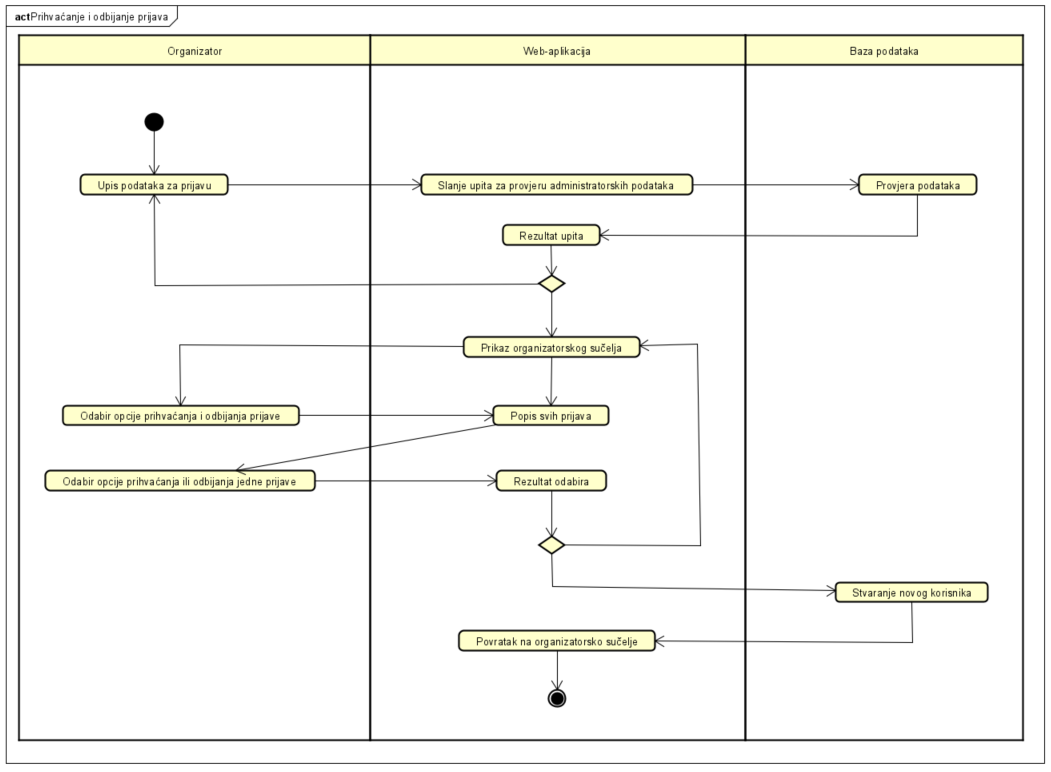 actPrihvaćanje i odbijanje prijava
Organizator
Web-aplikacija
Baza podataka
Upis podataka za prijavu
Slanje upita za provjeru administratorskih podataka
Provjera podataka
Rezultat upita
Prikaz organizatorskog sučelja
Odabir opcije prihvaćanja i odbijanja prijave
Popis svih prijava
Odabir opcije prihvaćanja ili odbijanja jedne prijave
Rezultat odabira
Stvaranje novog korisnika
Povratak na organizatorsko sučelje